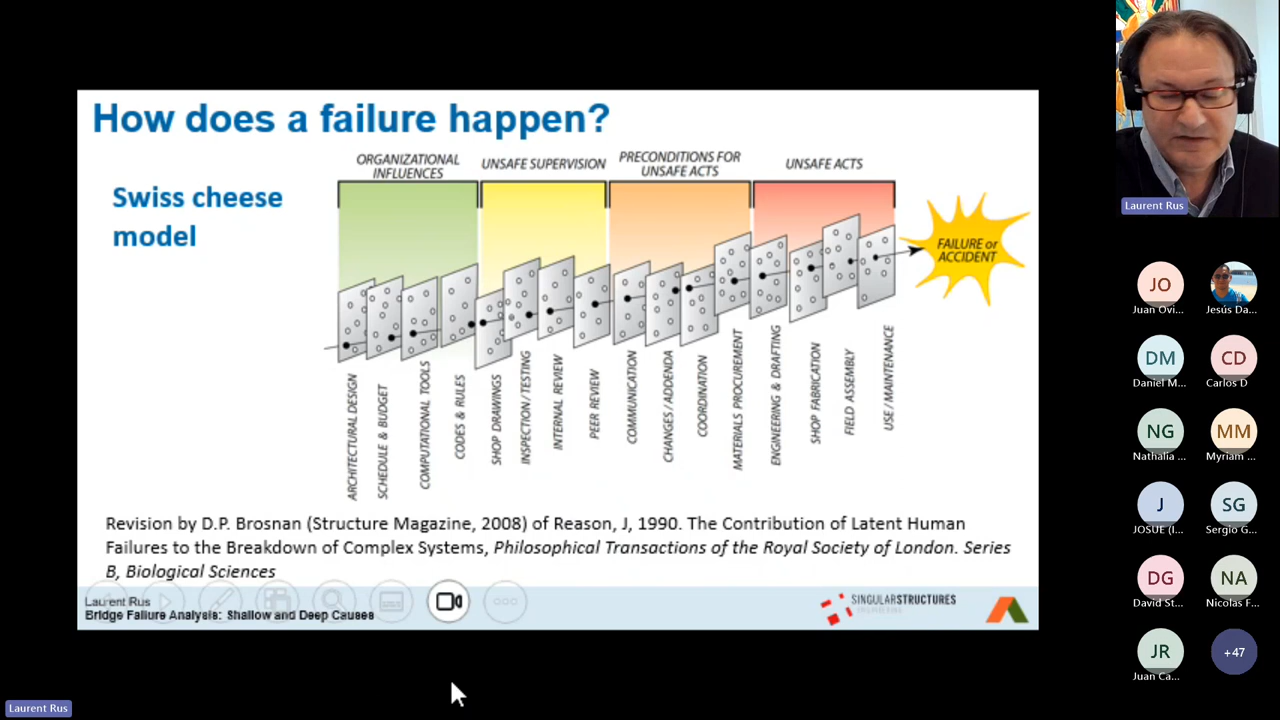 How does a failure happen?
Swiss cheese
model
ORGANIZATIONAL
INFLUENCES
UNSAFE SUPERVISION
PRECONDITIONS FOR
UNSAFE ACTS
UNSAFE ACTS
FAILURE or
ACCIDENT
ARCHITECTURAL DESIGN
SCHEDULE & BUDGET
COMPUTATIONAL TOOLS
CODES & RULES
SHOP DRAWINGS
INSPECTION / TESTING
INTERNAL REVIEW
PEER REVIEW
COMMUNICATION
CHANGES / ADDENDA
COORDINATION
MATERIALS PROCUREMENT
ENGINEERING & DRAFTING
SHOP FABRICATION
FIELD ASSEMBLY
USE / MAINTENANCE
Revision by D.P. Brosnan (Structure Magazine, 2008) of Reason, J, 1990. The Contribution of Latent Human
Failures to the Breakdown of Complex Systems, Philosophical Transactions of the Royal Society of London. Series
B, Biological Sciences
Laurent Rus
Bridge Failure Analysis: Shallow and Deep Causes
SINGULARSTRUCTURES
Laurent Rus
JO
Juan Ovi...
Jesús Da...
DM
Daniel M...
CD
Carlos D
NG
Nathalia ...
MM
Myriam ...
J
JOSUE (I...
SG
Sergio G...
DG
David St...
NA
Nicolas F...
JR
Juan Ca...
+47
Laurent Rus